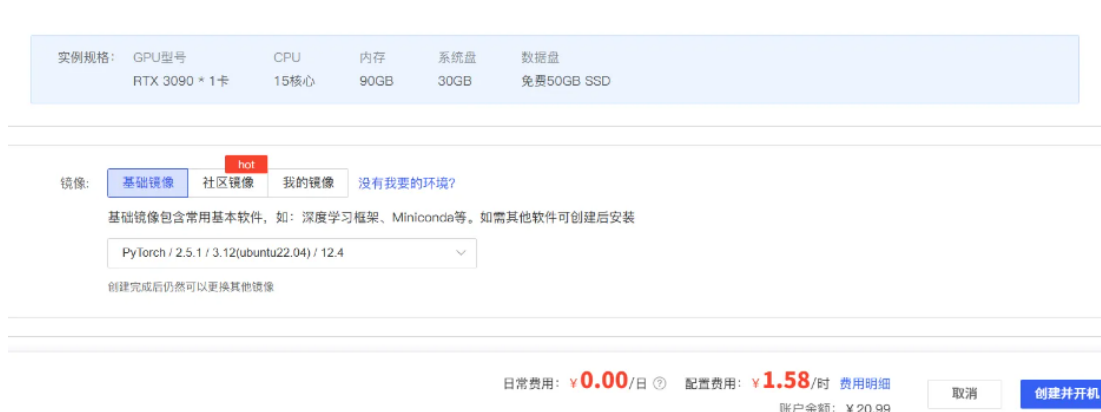 实例规格: GPU型号 CPU 内存 系统盘 数据盘
RTX 3090 * 1卡 15核心 90GB 30GB 免费50GB SSD
hot
镜像: 基础镜像 社区镜像 我的镜像 没有我要的环境?
基础镜像包含常用基本软件，如：深度学习框架、Miniconda等。如需其他软件可创建后安装
PyTorch / 2.5.1 / 3.12(ubuntu22.04) / 12.4
创建完成后仍然可以更换其他镜像
日常费用: ¥0.00/日 ? 配置费用: ¥1.58/时 费用明细
取消 创建并开机
账户余额: ¥20.99